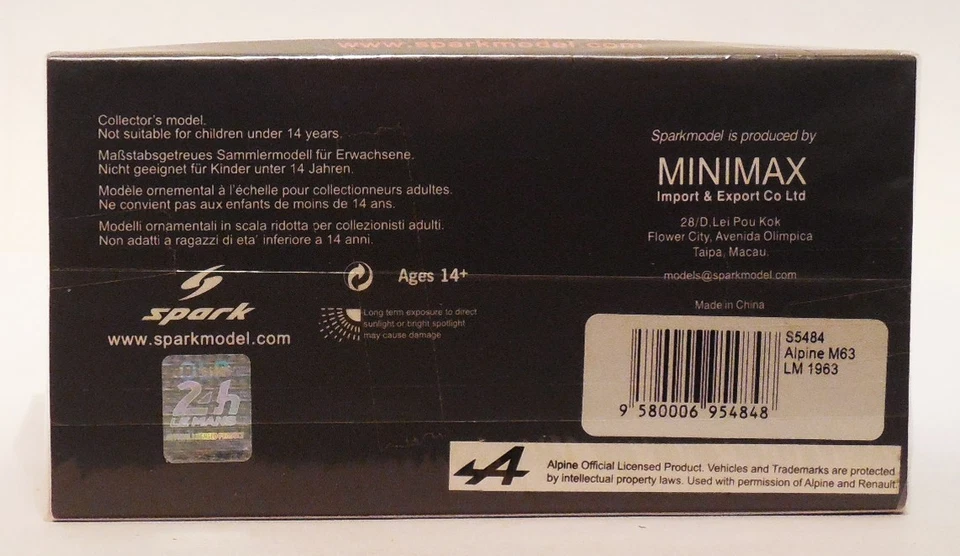 www.sparkmodel.com
Collector's model.
Not suitable for children under 14 years.
Maßstabsgetreues Sammlermodell für Erwachsene.
Nicht geeignet für Kinder unter 14 Jahren.
Modèle ornemental à l'échelle pour collectionneurs adultes.
Ne convient pas aux enfants de moins de 14 ans.
Modelli ornamentali in scala ridotta per collezionisti adulti.
Non adatti a ragazzi di eta' inferiore a 14 anni.
Ages 14+
Long term exposure to direct
sunlight or bright spotlight
may cause damage
spark
www.sparkmodel.com
24h
LE MANS
Sparkmodel is produced by
MINIMAX
Import & Export Co Ltd
28/D,Lei Pou Kok
Flower City, Avenida Olimpica
Taipa, Macau.
models@sparkmodel.com
Made in China
S5484
Alpine M63
LM 1963
9 580006 954848
A
Alpine Official Licensed Product. Vehicles and Trademarks are protected
by intellectual property laws. Used with permission of Alpine and Renault.